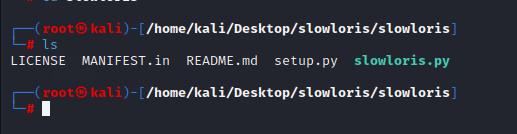 ┌──(root㉿kali)-[/home/kali/Desktop/slowloris/slowloris]
└─# ls
LICENSE  MANIFEST.in  README.md  setup.py  slowloris.py
┌──(root㉿kali)-[/home/kali/Desktop/slowloris/slowloris]
└─#